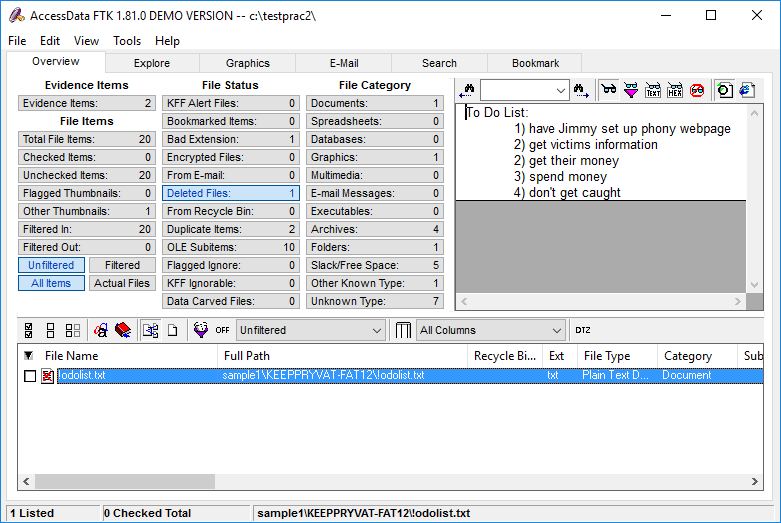 AccessData FTK 1.81.0 DEMO VERSION -- c:\testprac2\
File Edit View Tools Help
Overview Explore Graphics E-Mail Search Bookmark
Evidence Items
Evidence Items: 2
File Items
Total File Items: 20
Checked Items: 0
Unchecked Items: 20
Flagged Thumbnails: 0
Other Thumbnails: 1
Filtered In: 20
Filtered Out: 0
Unfiltered Filtered
All Items Actual Files
File Status
KFF Alert Files: 0
Bookmarked Items: 0
Bad Extension: 1
Encrypted Files: 0
From E-mail: 0
Deleted Files: 1
From Recycle Bin: 0
Duplicate Items: 2
OLE Subitems: 10
Flagged Ignore: 0
KFF Ignorable: 0
Data Carved Files: 0
File Category
Documents: 1
Spreadsheets: 0
Databases: 0
Graphics: 1
Multimedia: 0
E-mail Messages: 0
Executables: 0
Archives: 4
Folders: 1
Slack/Free Space: 5
Other Known Type: 1
Unknown Type: 7
TEXT HEX
To Do List:
1) have Jimmy set up phony webpage
2) get victims information
2) get their money
3) spend money
4) don't get caught
OFF Unfiltered All Columns DTZ
File Name Full Path Recycle Bi... Ext File Type Category Sub
!odolist.txt sample1\KEEPPRYVAT-FAT12\!odolist.txt txt Plain Text D... Document
1 Listed 0 Checked Total sample1\KEEPPRYVAT-FAT12\!odolist.txt